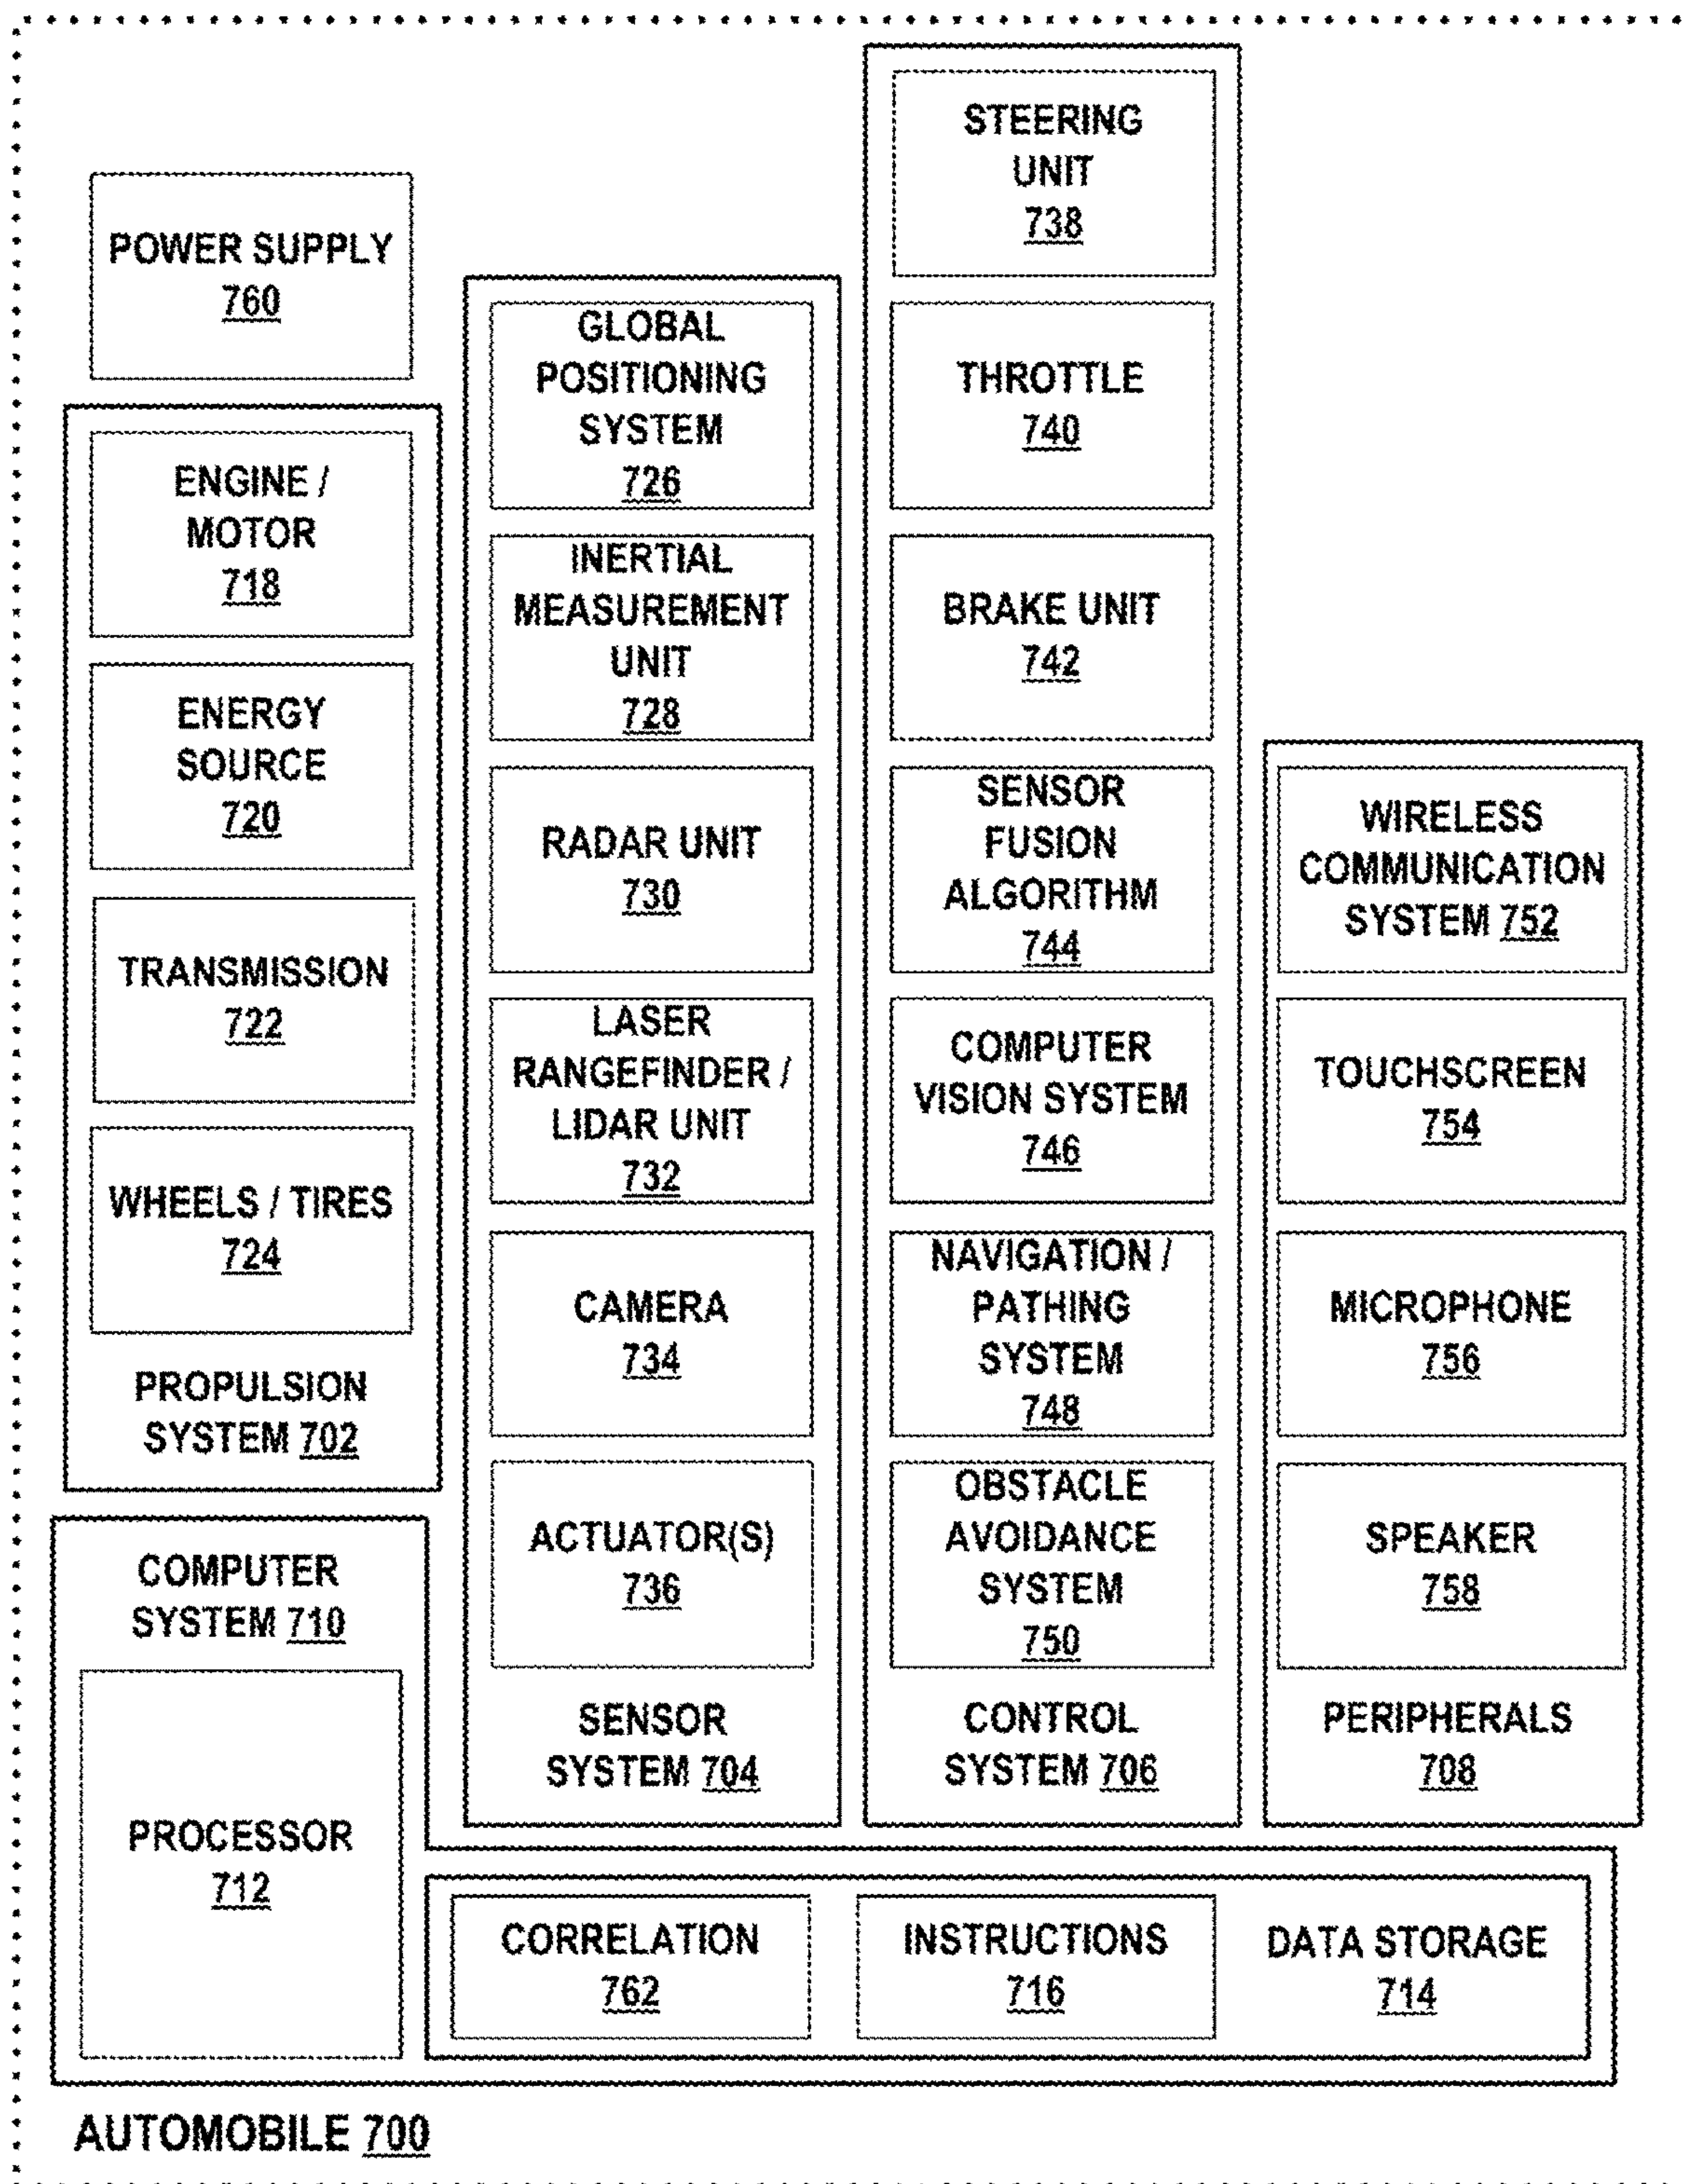 POWER SUPPLY
760
ENGINE /
MOTOR
718
ENERGY
SOURCE
720
TRANSMISSION
722
WHEELS / TIRES
724
PROPULSION
SYSTEM 702
GLOBAL
POSITIONING
SYSTEM
726
INERTIAL
MEASUREMENT
UNIT
728
RADAR UNIT
730
LASER
RANGEFINDER /
LIDAR UNIT
732
CAMERA
734
ACTUATOR(S)
736
SENSOR
SYSTEM 704
STEERING
UNIT
738
THROTTLE
740
BRAKE UNIT
742
SENSOR
FUSION
ALGORITHM
744
COMPUTER
VISION SYSTEM
746
NAVIGATION /
PATHING
SYSTEM
748
OBSTACLE
AVOIDANCE
SYSTEM
750
CONTROL
SYSTEM 706
WIRELESS
COMMUNICATION
SYSTEM 752
TOUCHSCREEN
754
MICROPHONE
756
SPEAKER
758
PERIPHERALS
708
COMPUTER
SYSTEM 710
PROCESSOR
712
CORRELATION
762
INSTRUCTIONS
716
DATA STORAGE
714
AUTOMOBILE 700